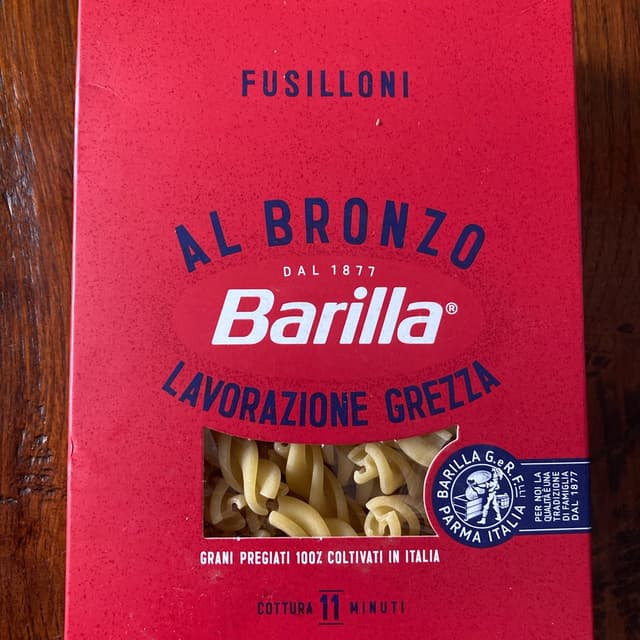 FUSILLONI
AL BRONZO
DAL 1877
Barilla®
LAVORAZIONE GREZZA
BARILLA G.eR. F.LLI
PARMA ITALIA
PER NOI LA
QUALITÀ È UNA
TRADIZIONE
DI FAMIGLIA
DAL 1877
GRANI PREGIATI 100% COLTIVATI IN ITALIA
COTTURA 11 MINUTI